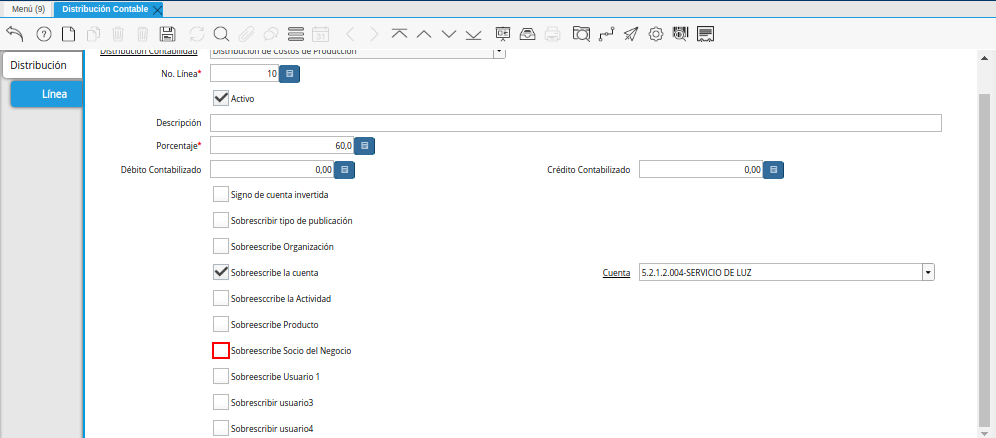 Menú (9) Distribución Contable
Distribución Contabilidad Distribución de Costos de Producción
Distribución
Línea
No. Línea* 10
Activo
Descripción
Porcentaje* 60,0
Débito Contabilizado 0,00 Crédito Contabilizado 0,00
Signo de cuenta invertida
Sobrescribir tipo de publicación
Sobreescribe Organización
Sobreescribe la cuenta Cuenta 5.2.1.2.004-SERVICIO DE LUZ
Sobreesccribe la Actividad
Sobreescribe Producto
Sobreescribe Socio del Negocio
Sobreescribe Usuario 1
Sobrescribir usuario3
Sobrescribir usuario4